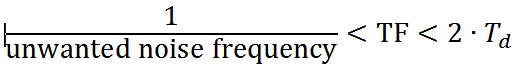 1
unwanted noise frequency < TF < 2 · T_d